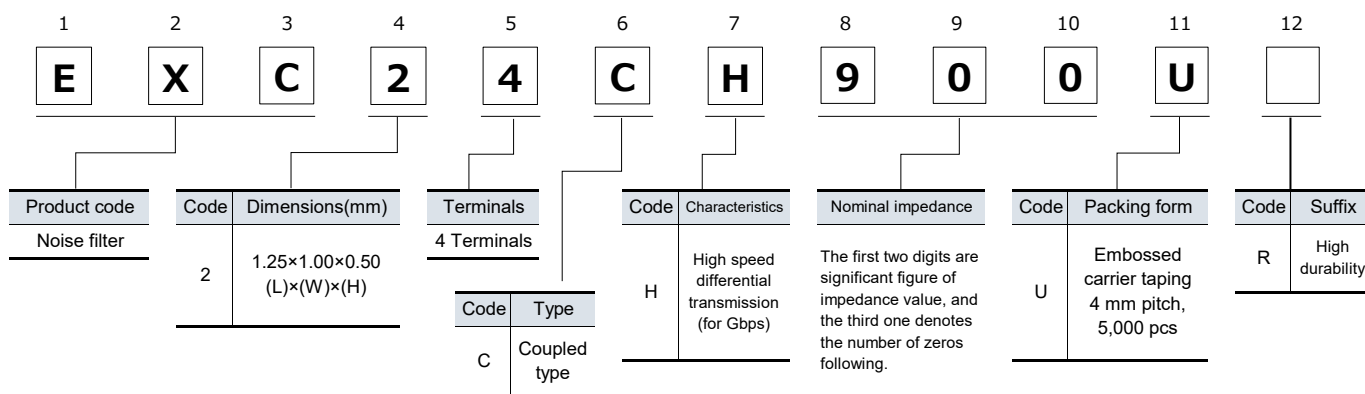 1 2 3 4 5 6 7 8 9 10 11 12
E X C 2 4 C H 9 0 0 U
Product code
Noise filter
Code Dimensions(mm)
2
1.25×1.00×0.50
(L)×(W)×(H)
Terminals
4 Terminals
Code Type
C
Coupled
type
Code Characteristics
H
High speed
differential
transmission
(for Gbps)
Nominal impedance
The first two digits are
significant figure of
impedance value, and
the third one denotes
the number of zeros
following.
Code Packing form
U
Embossed
carrier taping
4 mm pitch,
5,000 pcs
Code Suffix
R
High
durability